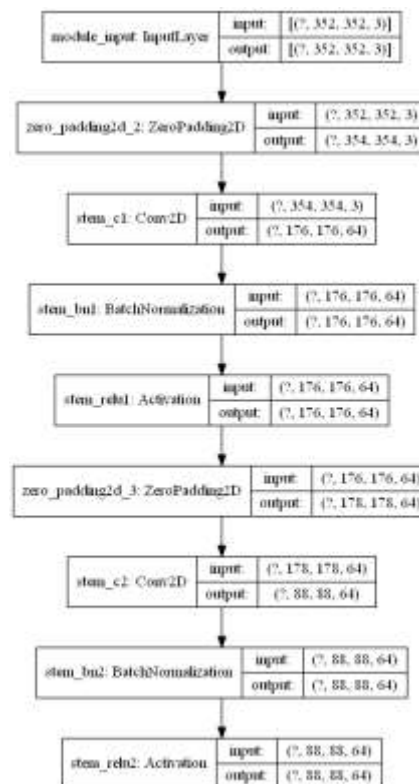 module_input: InputLayer
input: [(?, 352, 352, 3)]
output: [(?, 352, 352, 3)]
zero_padding2d_2: ZeroPadding2D
input: (?, 352, 352, 3)
output: (?, 354, 354, 3)
stem_c1: Conv2D
input: (?, 354, 354, 3)
output: (?, 176, 176, 64)
stem_bn1: BatchNormalization
input: (?, 176, 176, 64)
output: (?, 176, 176, 64)
stem_relu1: Activation
input: (?, 176, 176, 64)
output: (?, 176, 176, 64)
zero_padding2d_3: ZeroPadding2D
input: (?, 176, 176, 64)
output: (?, 178, 178, 64)
stem_c2: Conv2D
input: (?, 178, 178, 64)
output: (?, 88, 88, 64)
stem_bn2: BatchNormalization
input: (?, 88, 88, 64)
output: (?, 88, 88, 64)
stem_relu2: Activation
input: (?, 88, 88, 64)
output: (?, 88, 88, 64)